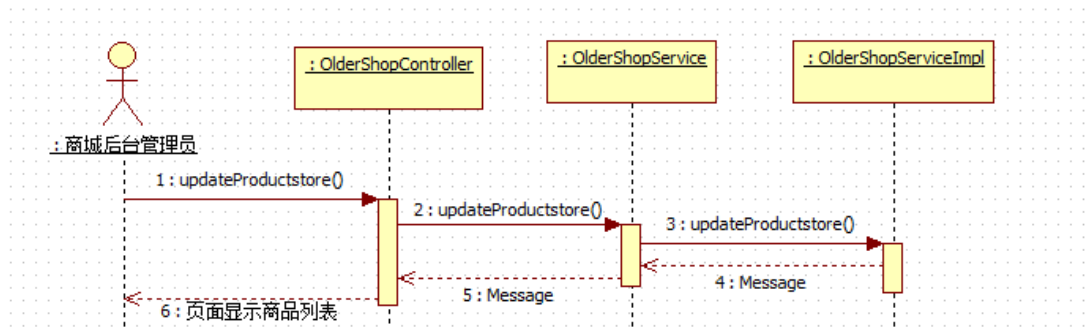 : OlderShopController
: OlderShopService
: OlderShopServiceImpl
: 商城后台管理员
1 : updateProductstore()
2 : updateProductstore()
3 : updateProductstore()
4 : Message
5 : Message
6 : 页面显示商品列表